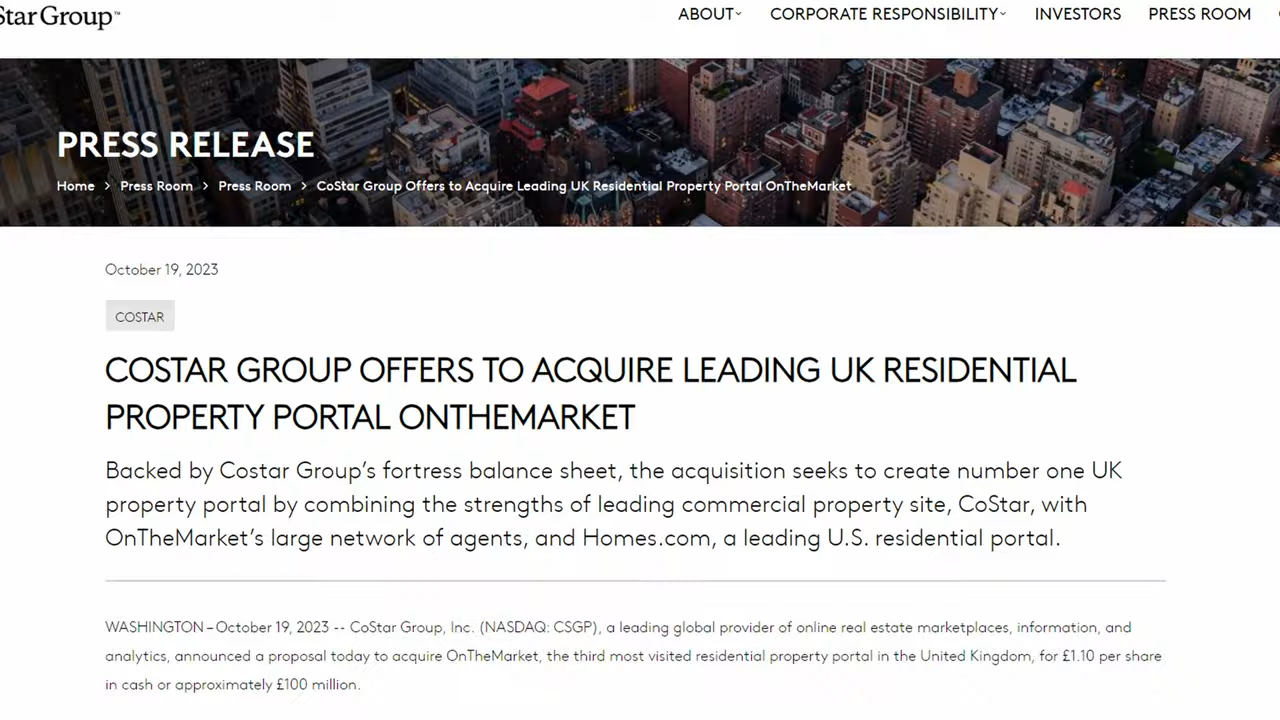 Star Group™
ABOUT
CORPORATE RESPONSIBILITY
INVESTORS
PRESS ROOM
PRESS RELEASE
Home > Press Room > Press Room > CoStar Group Offers to Acquire Leading UK Residential Property Portal OnTheMarket
October 19, 2023
COSTAR
COSTAR GROUP OFFERS TO ACQUIRE LEADING UK RESIDENTIAL
PROPERTY PORTAL ONTHEMARKET
Backed by Costar Group's fortress balance sheet, the acquisition seeks to create number one UK
property portal by combining the strengths of leading commercial property site, CoStar, with
OnTheMarket's large network of agents, and Homes.com, a leading U.S. residential portal.
WASHINGTON – October 19, 2023 -- CoStar Group, Inc. (NASDAQ: CSGP), a leading global provider of online real estate marketplaces, information, and
analytics, announced a proposal today to acquire OnTheMarket, the third most visited residential property portal in the United Kingdom, for £1.10 per share
in cash or approximately £100 million.